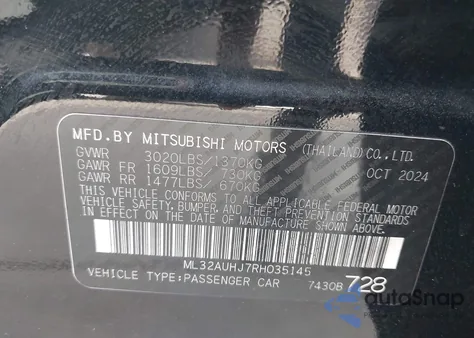 MFD.BY MITSUBISHI MOTORS (THAILAND)CO.,LTD.
GVWR 3020LBS/1370KG OCT 2024
GAWR FR 1609LBS/ 730KG
GAWR RR 1477LBS/ 670KG
THIS VEHICLE CONFORMS TO ALL APPLICABLE FEDERAL MOTOR
VEHICLE SAFETY, BUMPER, AND THEFT PREVENTION STANDARDS IN
EFFECT ON THE DATE OF MANUFACTURE SHOWN ABOVE.
ML32AUHJ7RH035145
VEHICLE TYPE:PASSENGER CAR 7430B 728
autoSnap